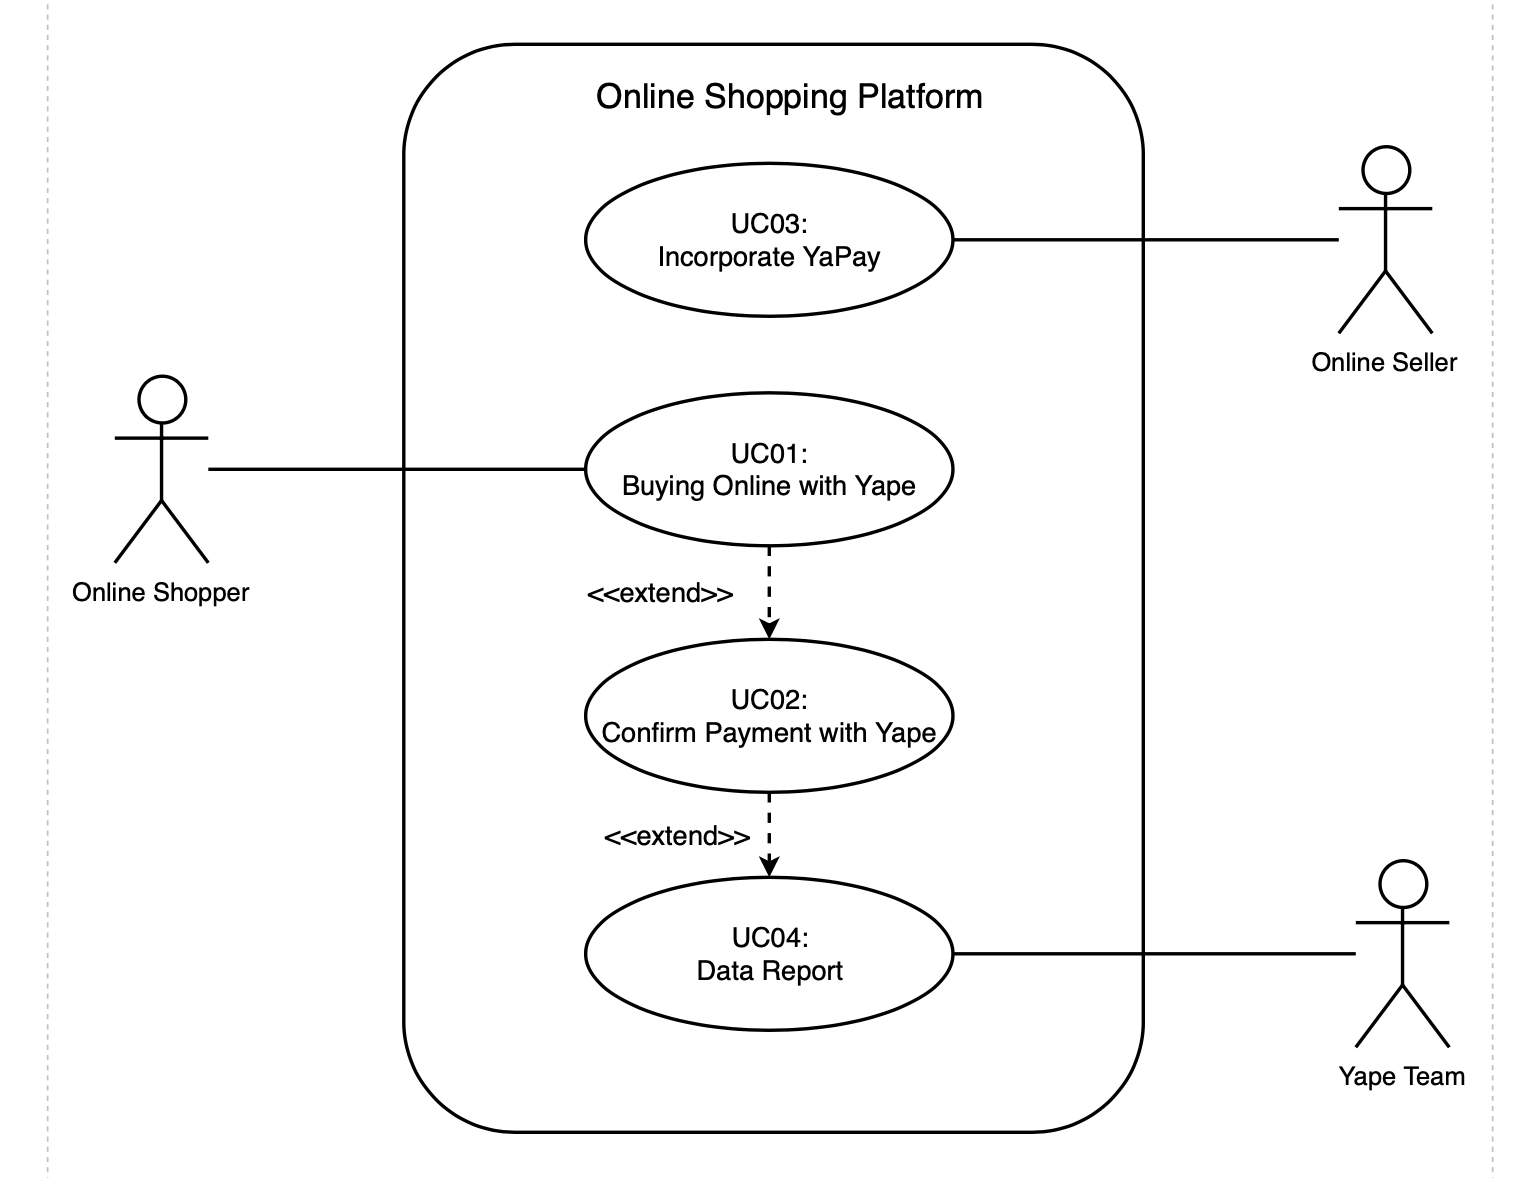 Online Shopping Platform
UC03:
Incorporate YaPay
Online Seller
UC01:
Buying Online with Yape
Online Shopper
<<extend>>
UC02:
Confirm Payment with Yape
<<extend>>
UC04:
Data Report
Yape Team